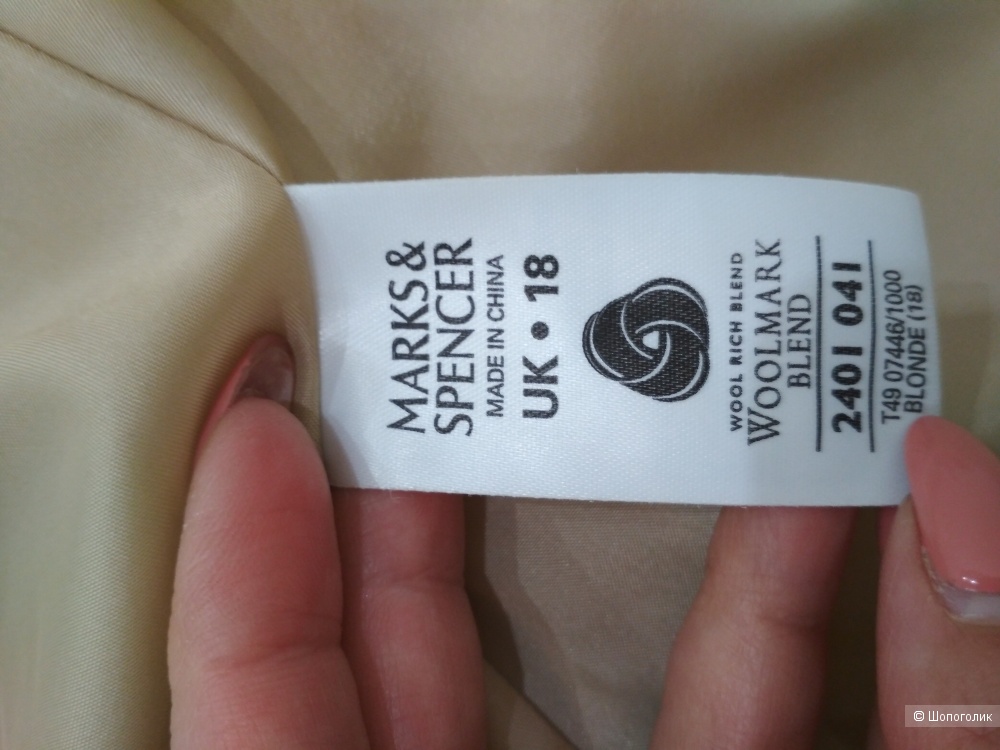 MARKS &
SPENCER
MADE IN CHINA
UK • 18
WOOL RICH BLEND
WOOLMARK
BLEND
2401 041
T49 07446/1000
BLONDE (18)
© Шопоголик